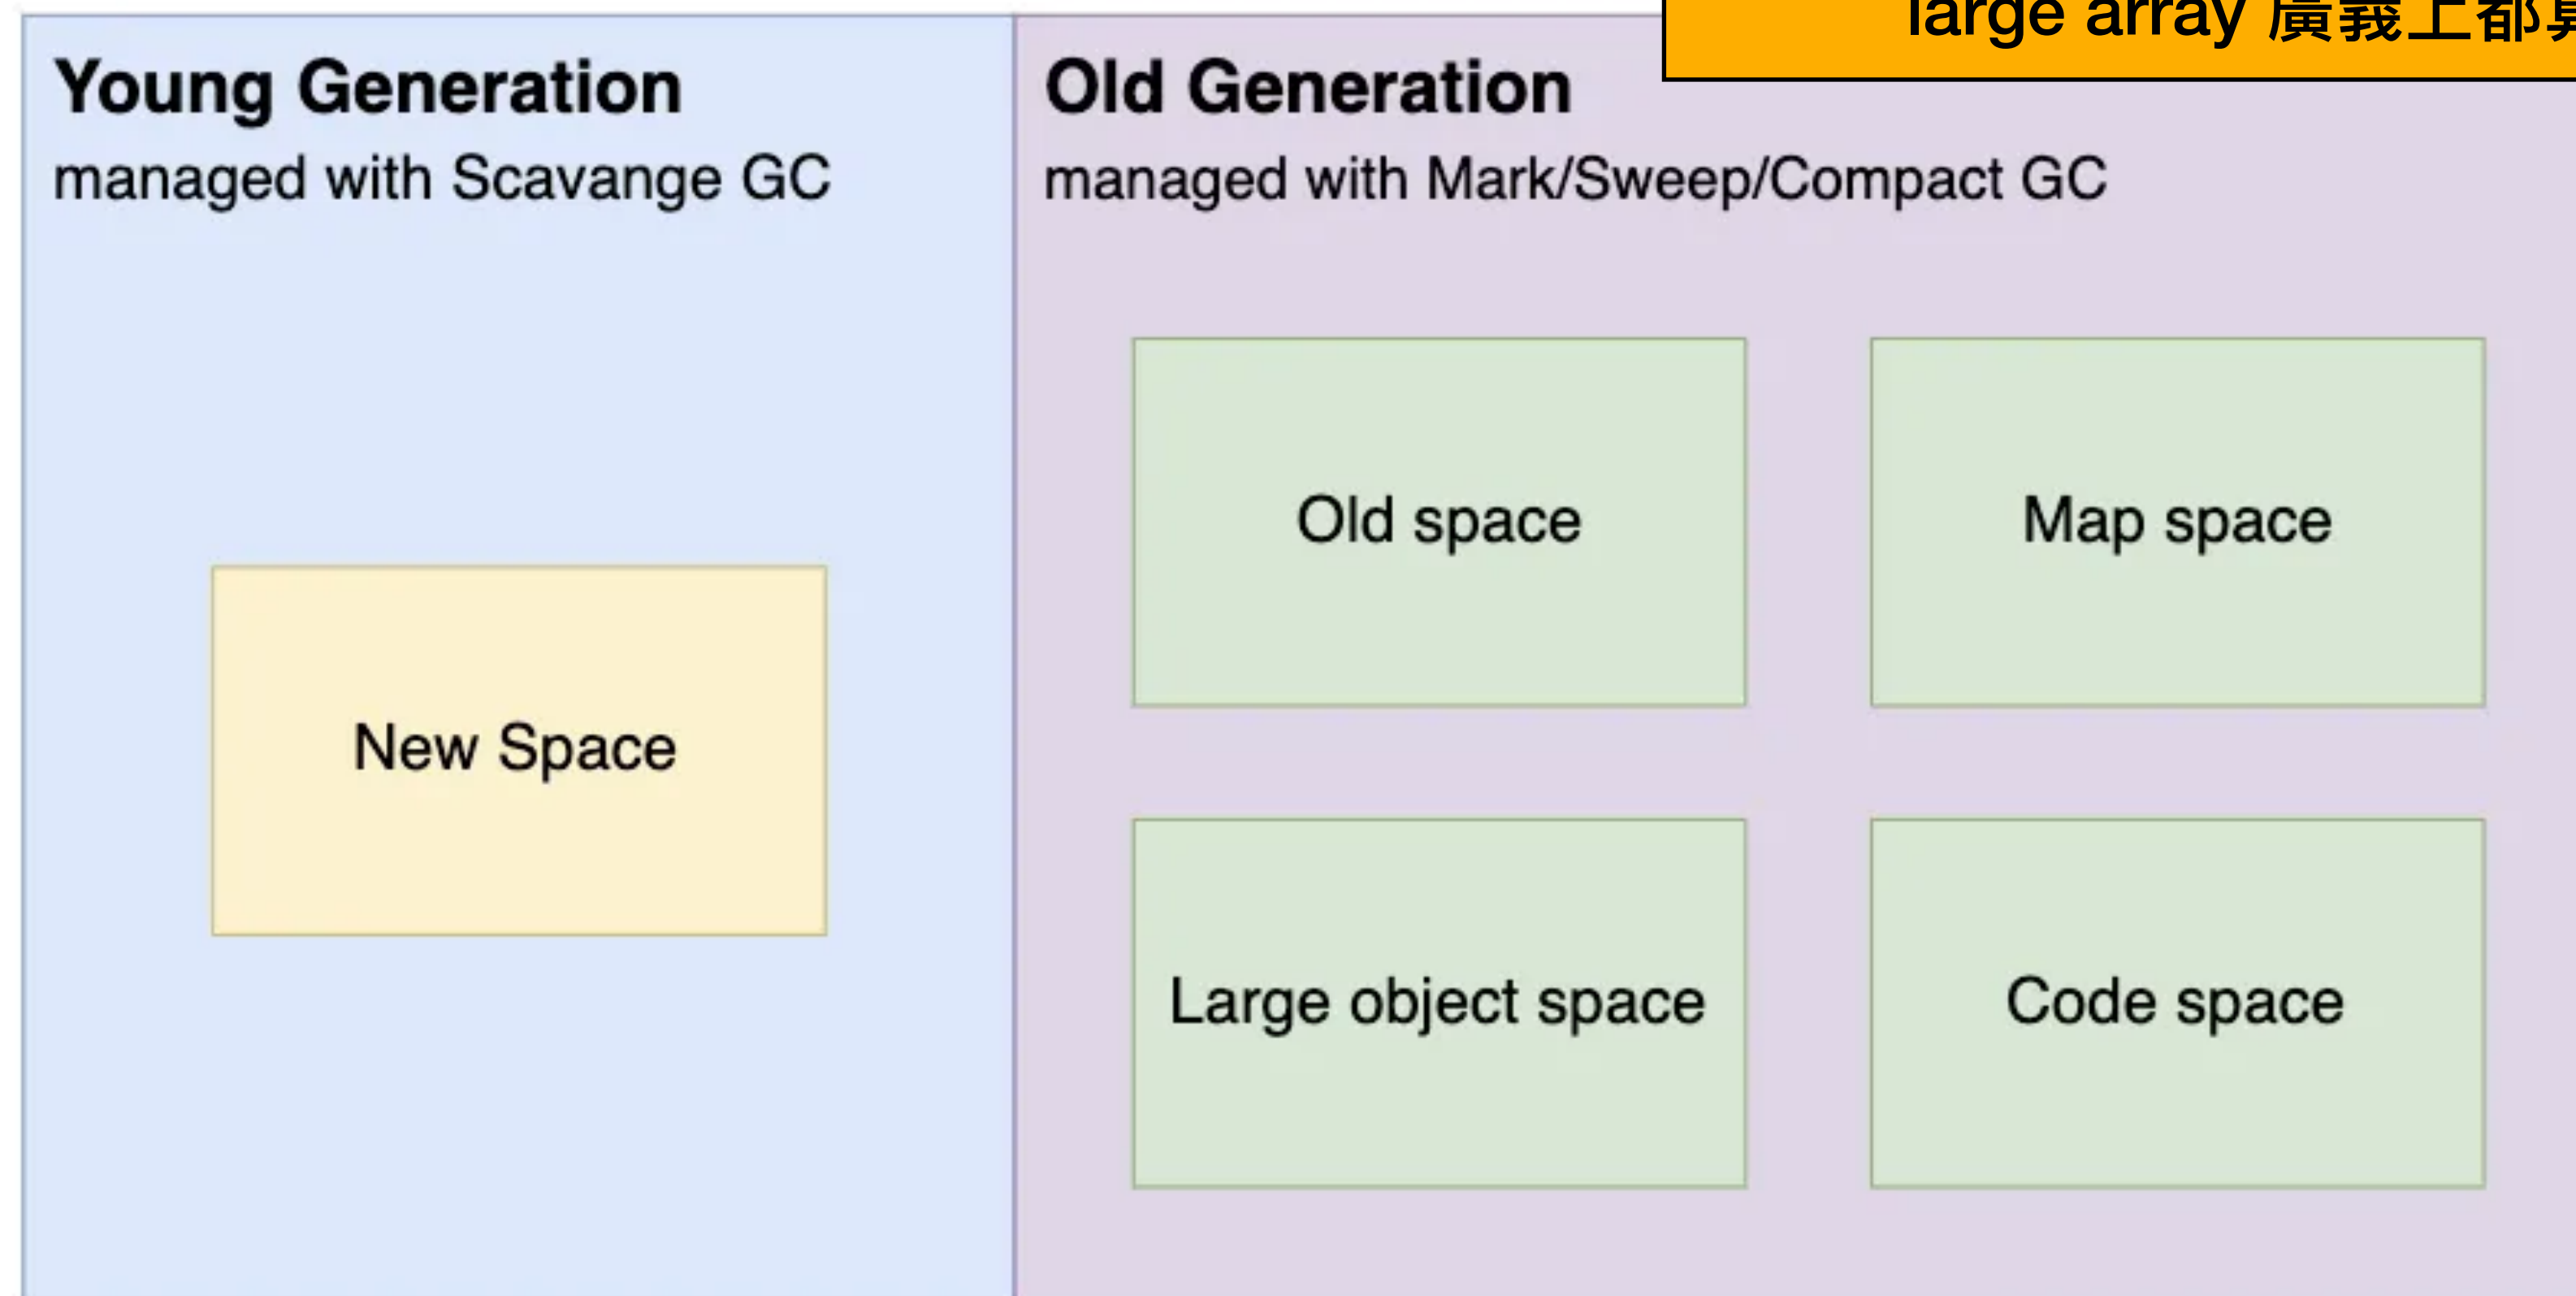 large array 廣義上都
Young Generation
managed with Scavange GC
Old Generation
managed with Mark/Sweep/Compact GC
Old space
Map space
New Space
Large object space
Code space